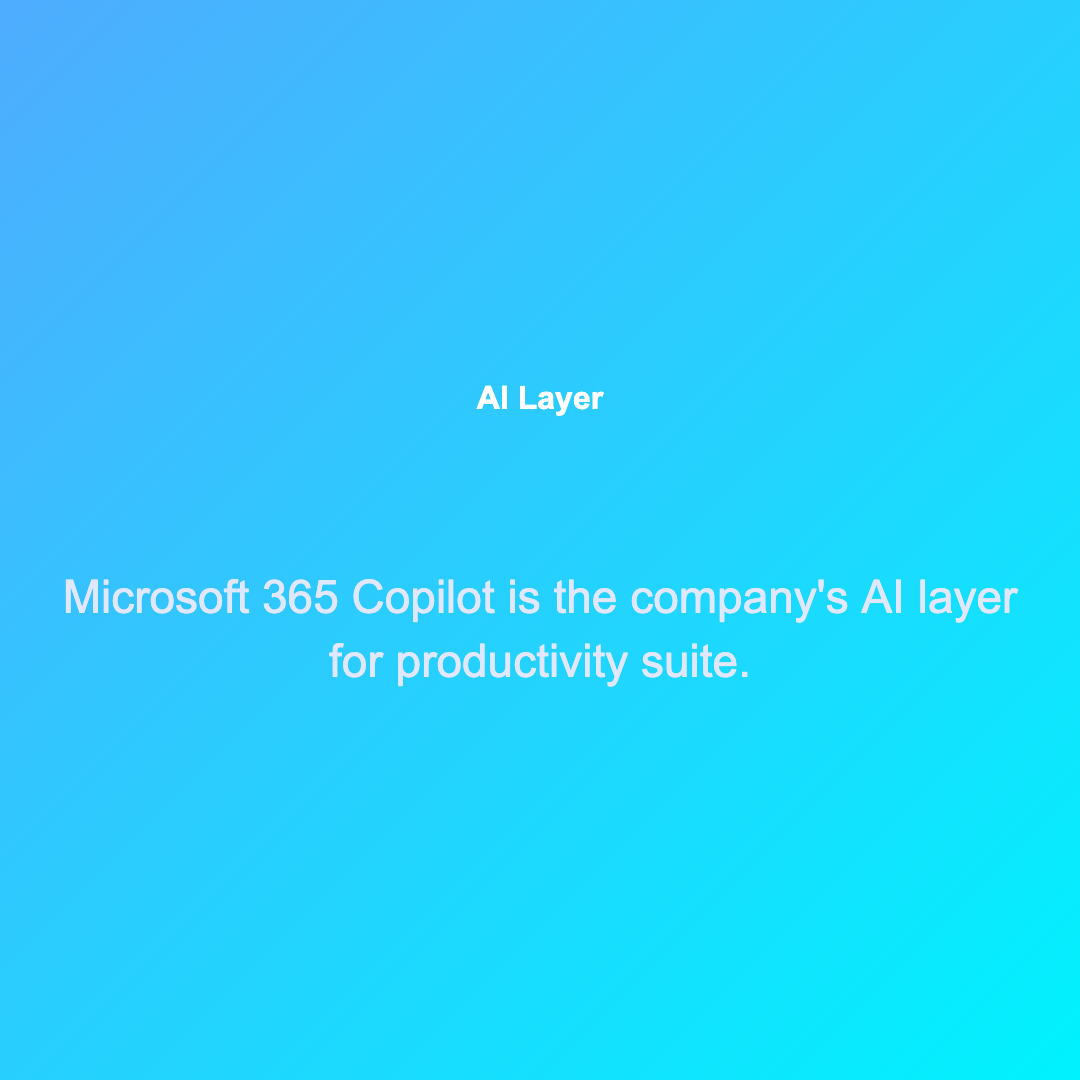 AI Layer
Microsoft 365 Copilot is the company's AI layer
for productivity suite.